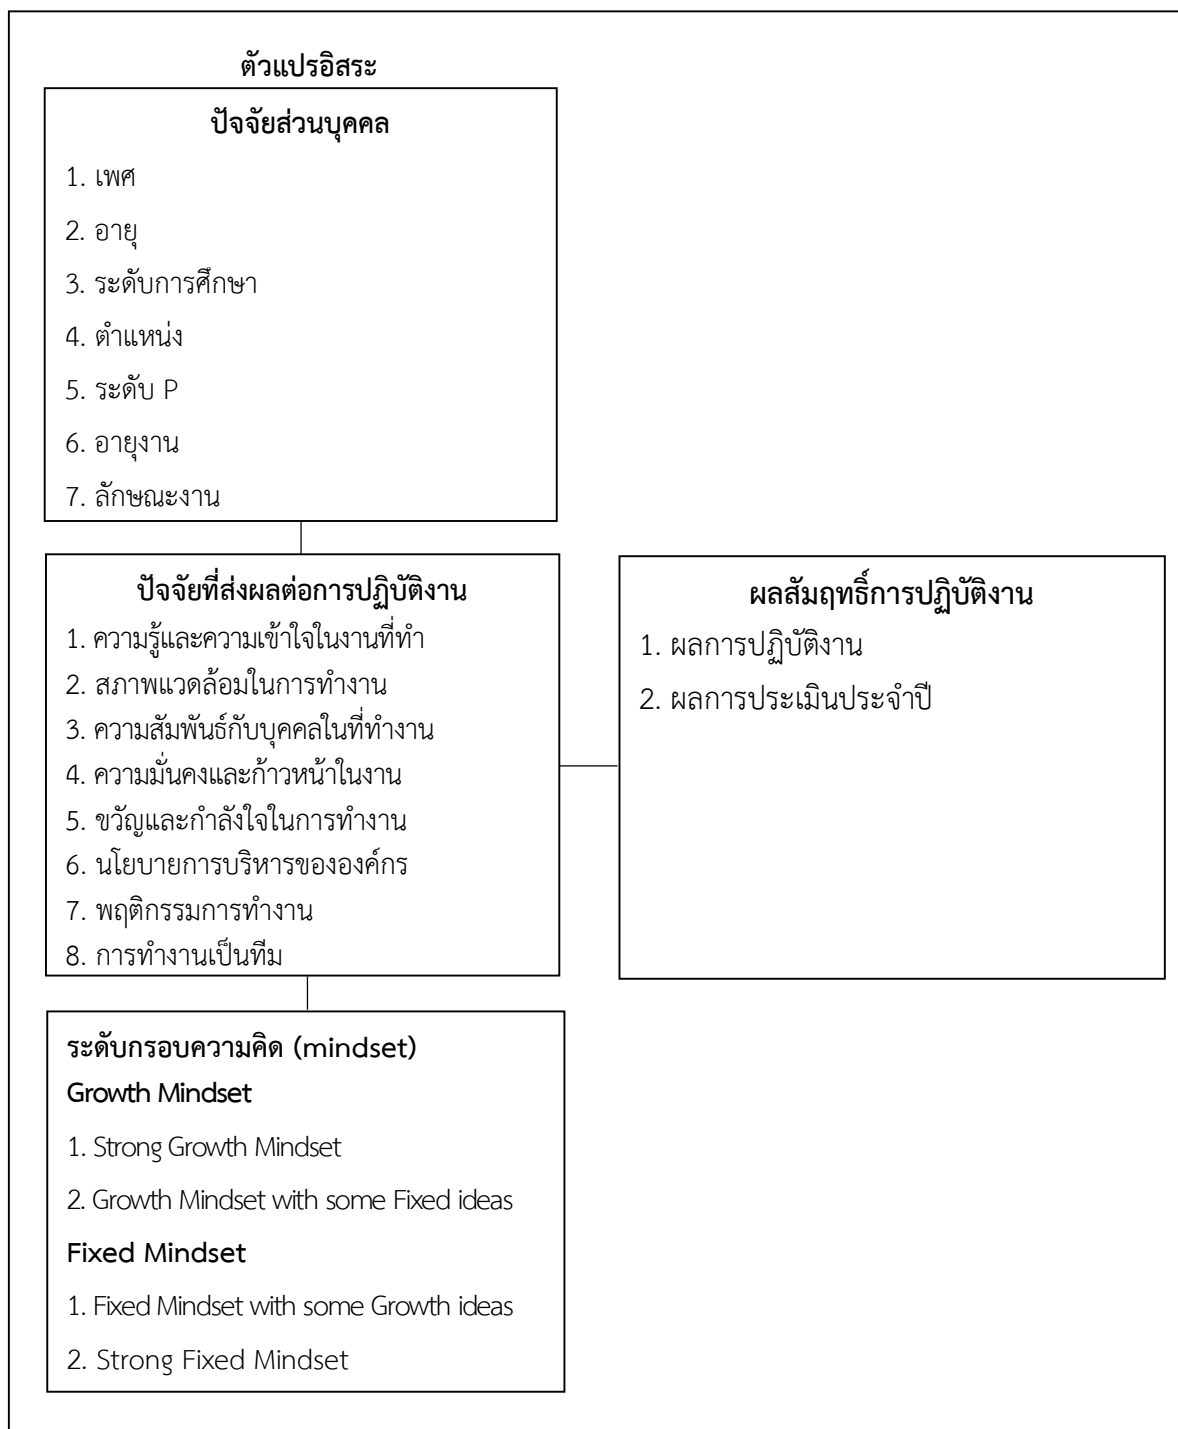 ตัวแปรอิสระ
ปัจจัยส่วนบุคคล
1. เพศ
2. อายุ
3. ระดับการศึกษา
4. ตำแหน่ง
5. ระดับ P
6. อายุงาน
7. ลักษณะงาน
ปัจจัยที่ส่งผลต่อการปฏิบัติงาน
1. ความรู้และความเข้าใจในงานที่ทำ
2. สภาพแวดล้อมในการทำงาน
3. ความสัมพันธ์กับบุคคลในที่ทำงาน
4. ความมั่นคงและก้าวหน้าในงาน
5. ขวัญและกำลังใจในการทำงาน
6. นโยบายการบริหารขององค์กร
7. พฤติกรรมการทำงาน
8. การทำงานเป็นทีม
ผลสัมฤทธิ์การปฏิบัติงาน
1. ผลการปฏิบัติงาน
2. ผลการประเมินประจำปี
ระดับกรอบความคิด (mindset)
Growth Mindset
1. Strong Growth Mindset
2. Growth Mindset with some Fixed ideas
Fixed Mindset
1. Fixed Mindset with some Growth ideas
2. Strong Fixed Mindset